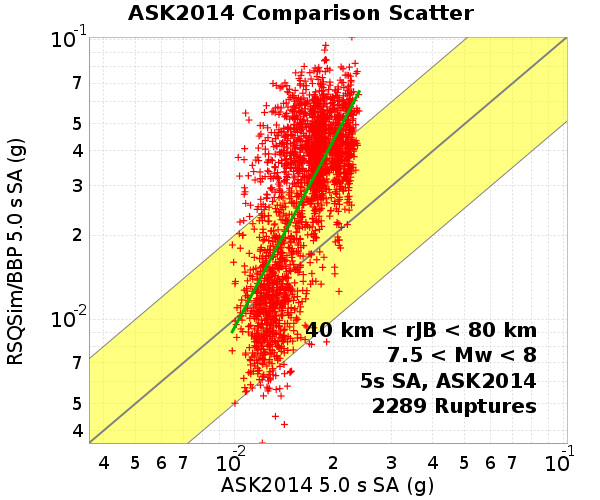 ASK2014 Comparison Scatter
10-1
7
5
4
3
2
10-2
7
5
4
RSQSim/BBP 5.0 s SA (g)
40 km < rJB < 80 km
7.5 < Mw < 8
5s SA, ASK2014
2289 Ruptures
4 5 6 7 10-2 2 3 4 5 6 7 10-1
ASK2014 5.0 s SA (g)